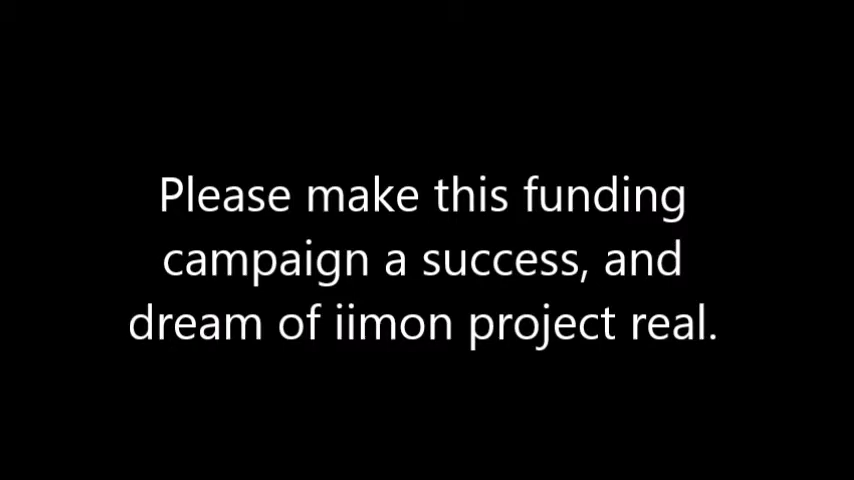 Please make this funding
campaign a success, and
dream of iimon project real.